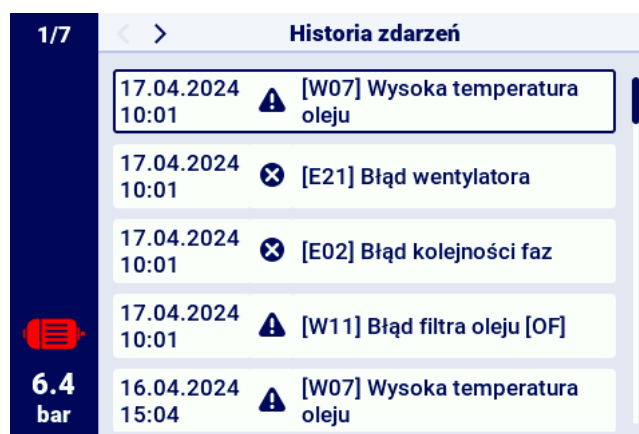 1/7
Historia zdarzeń
17.04.2024
10:01
[W07] Wysoka temperatura
oleju
17.04.2024
10:01
[E21] Błąd wentylatora
17.04.2024
10:01
[E02] Błąd kolejności faz
17.04.2024
10:01
[W11] Błąd filtra oleju [OF]
16.04.2024
15:04
[W07] Wysoka temperatura
oleju
6.4
bar